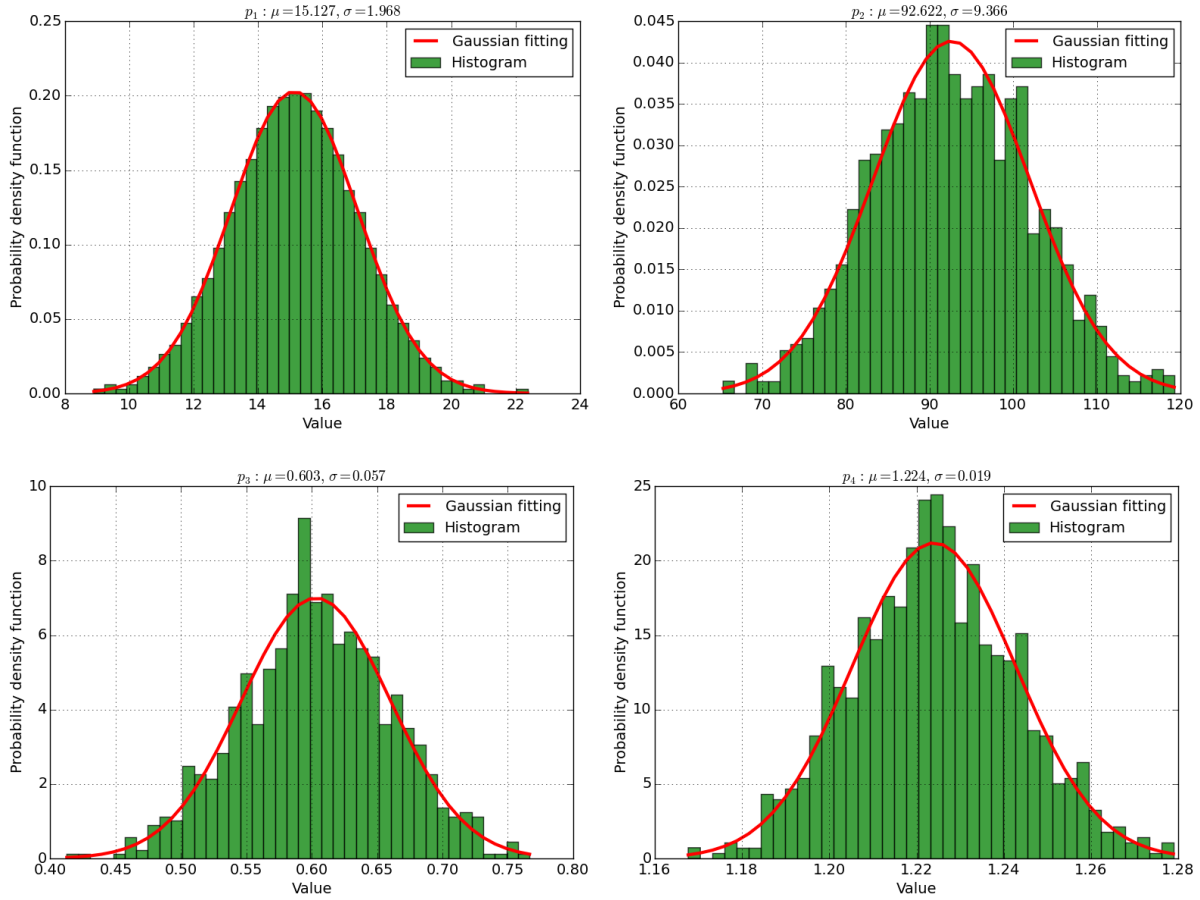 p₁ : μ=15.127, σ=1.968
0.25
0.20
0.15
0.10
0.05
0.00
Probability density function
Gaussian fitting
Histogram
8 10 12 14 16 18 20 22 24
Value
p₂ : μ=92.622, σ=9.366
0.045
0.040
0.035
0.030
0.025
0.020
0.015
0.010
0.005
0.000
Probability density function
Gaussian fitting
Histogram
60 70 80 90 100 110 120
Value
p₃ : μ=0.603, σ=0.057
10
8
6
4
2
0
Probability density function
Gaussian fitting
Histogram
0.40 0.45 0.50 0.55 0.60 0.65 0.70 0.75 0.80
Value
p₄ : μ=1.224, σ=0.019
25
20
15
10
5
0
Probability density function
Gaussian fitting
Histogram
1.16 1.18 1.20 1.22 1.24 1.26 1.28
Value